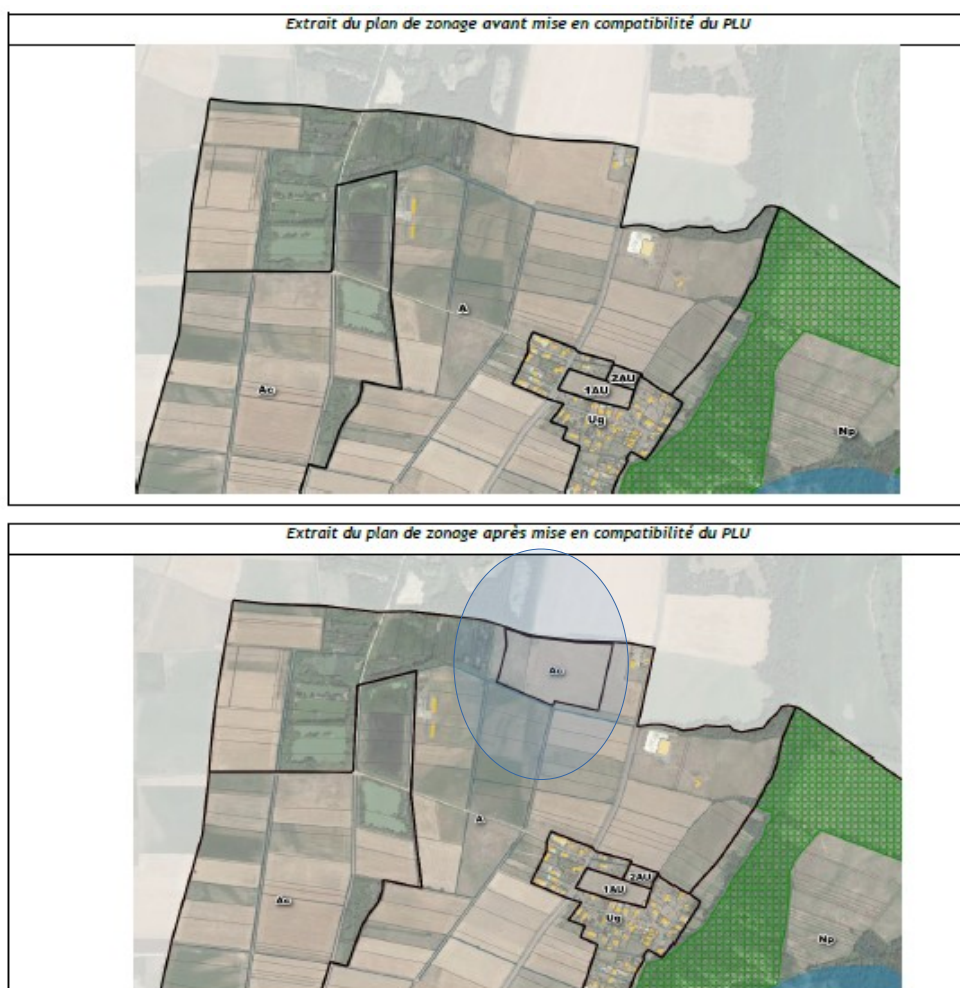 Extrait du plan de zonage avant mise en compatibilité du PLU
A
2AU
1AU
Ac
Ug
Np
Extrait du plan de zonage après mise en compatibilité du PLU
Ac
A
2AU
1AU
Ac
Ug
Np